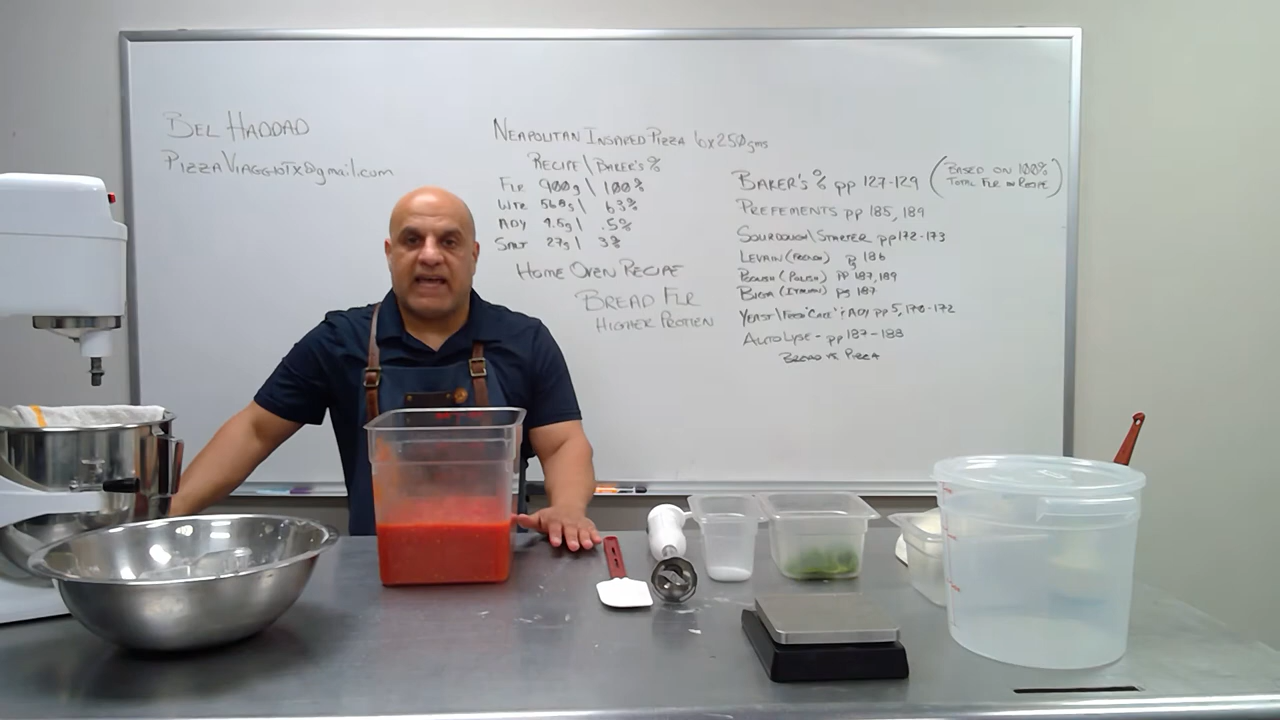 BEL HADDAD
PIZZAVIAGGIOTX@gmail.com
NEAPOLITAN INSPIRED PIZZA 6x250gms
RECIPE \ BAKER'S %
FLR 900g \ 100%
WTR 568g \ 63%
ADY 4.5g \ .5%
SALT 27g \ 3%
HOME OVEN RECIPE
BREAD FLR
HIGHER PROTIEN
BAKER'S % pp 127-129 (BASED ON 100%
TOTAL FLR IN RECIPE)
PREFEMENTS pp 185, 189
SOURDOUGH \ STARTER pp 172-173
LEVAIN (FRENCH) pg 186
POOLISH (POLISH) pp 187, 189
BIGA (ITALIAN) pg 187
YEAST \ FEED "CAKE" & ADY pp 5, 170-172
AUTOLYSE - pp 187-188
BREAD VS. PIZZA